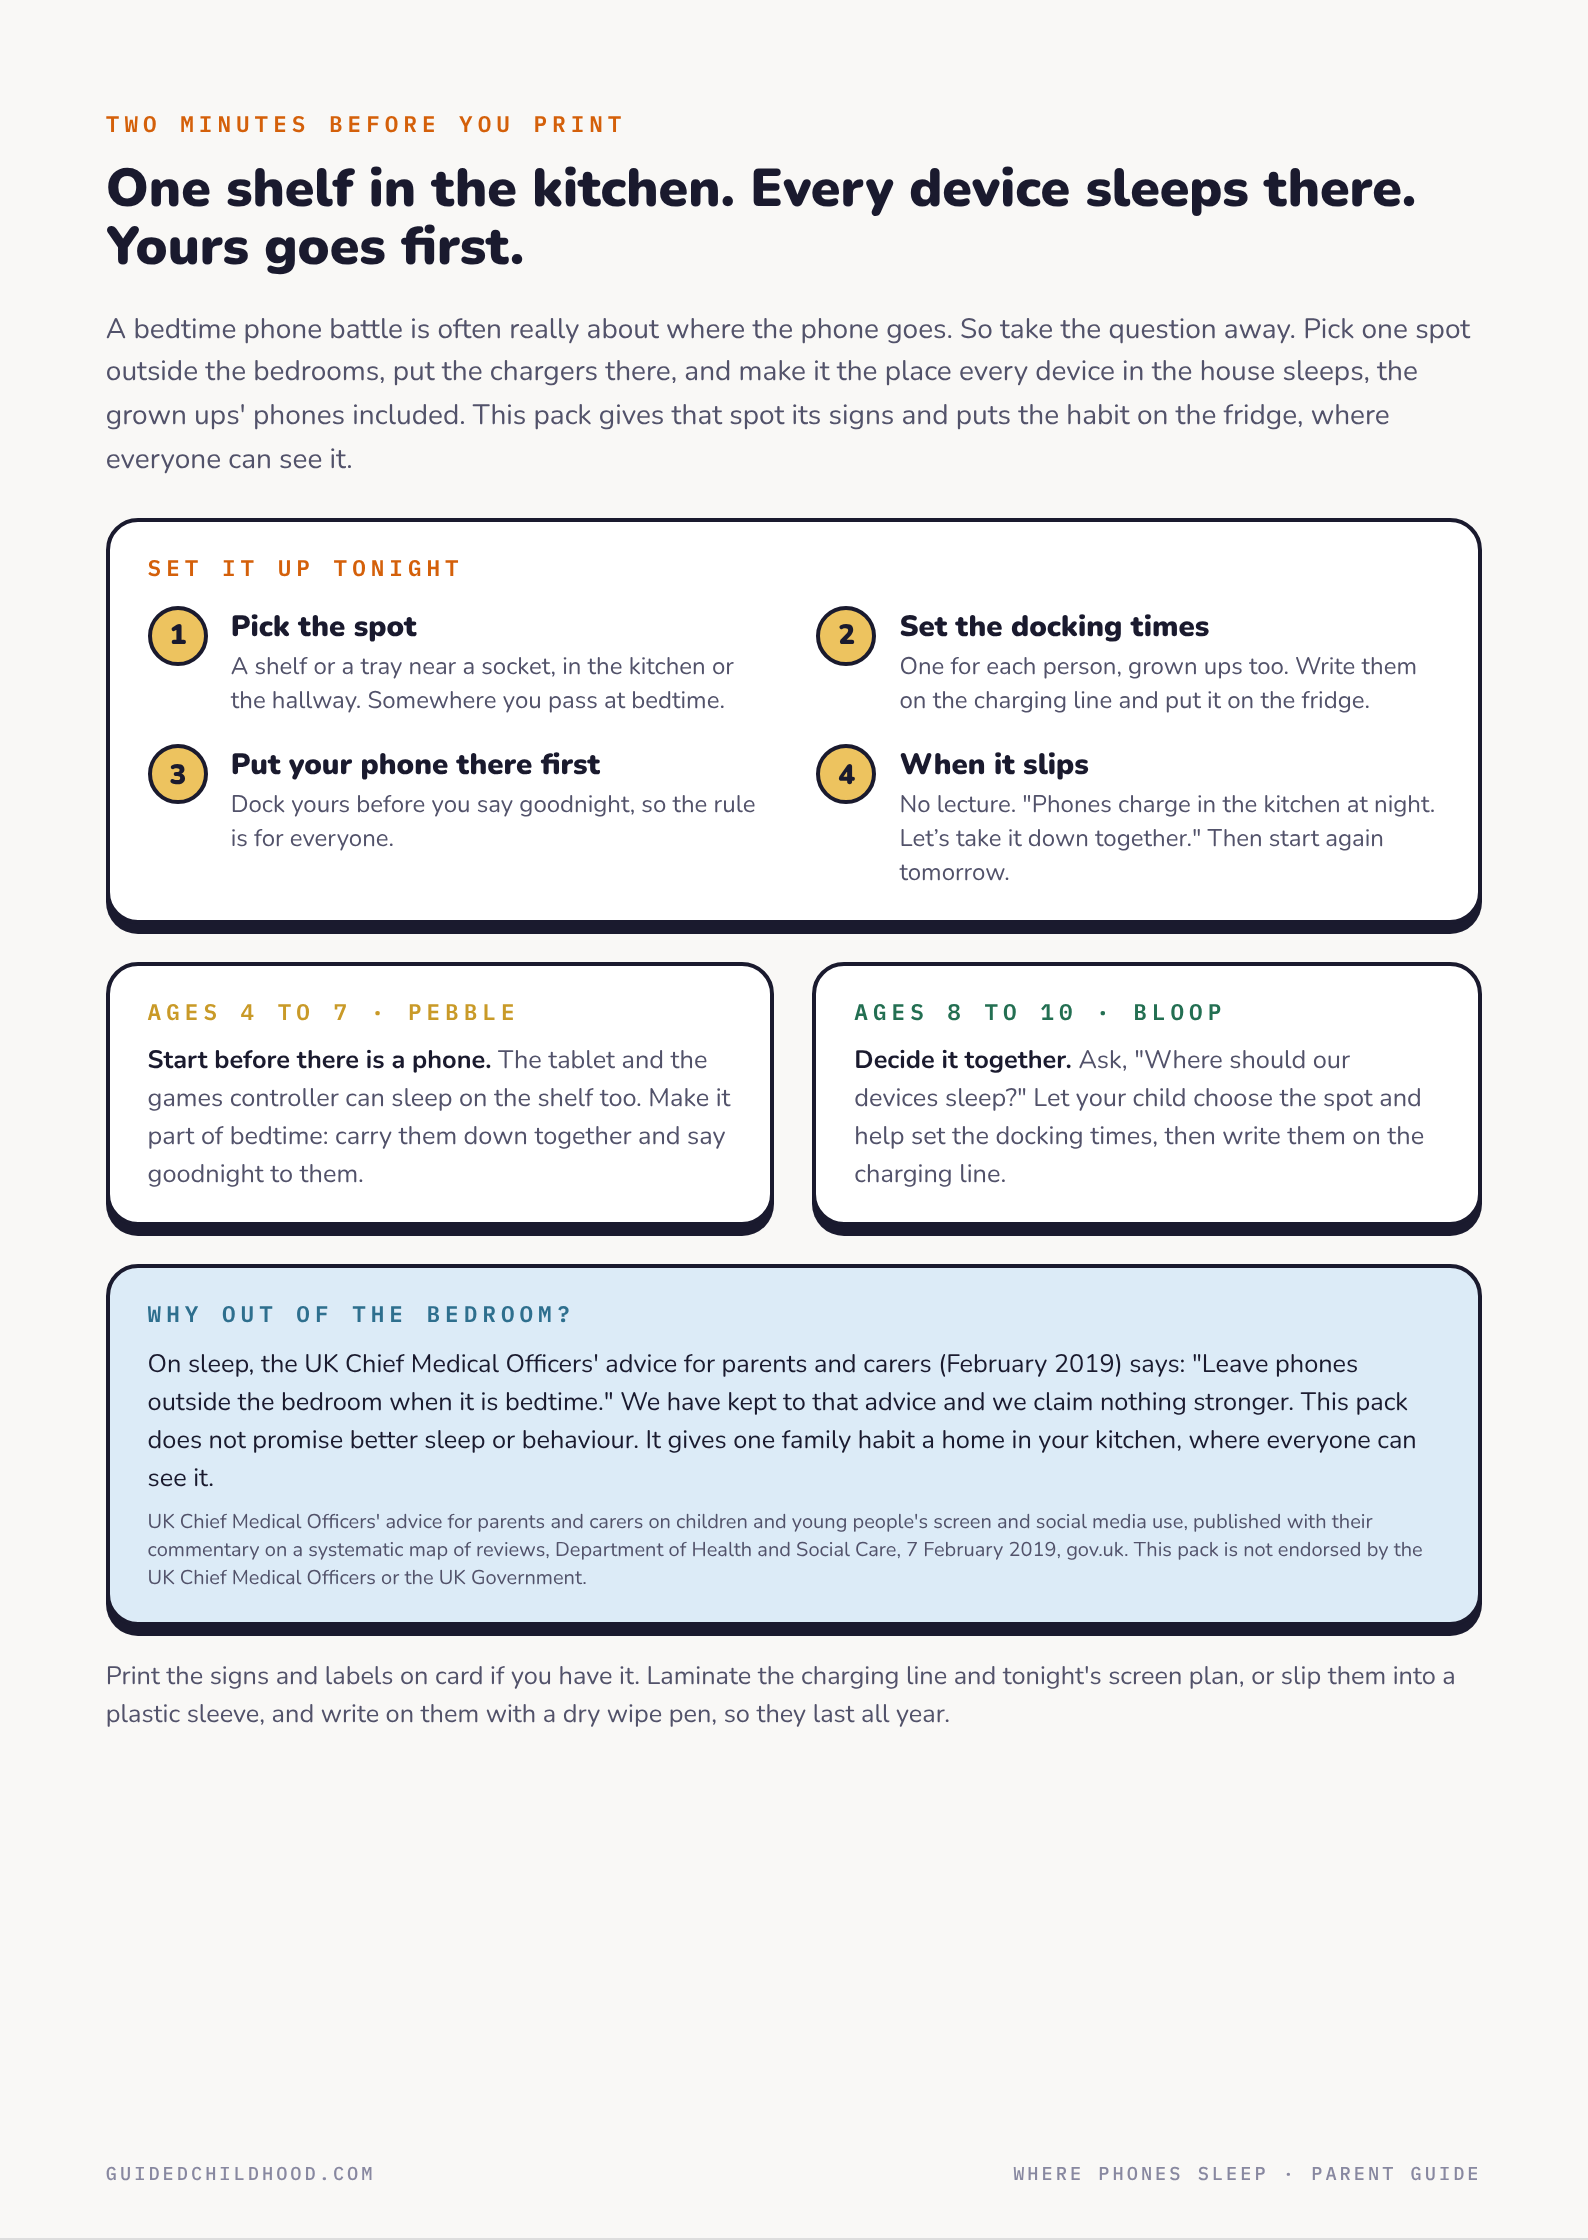 TWO MINUTES BEFORE YOU PRINT
One shelf in the kitchen. Every device sleeps there.
Yours goes first.
A bedtime phone battle is often really about where the phone goes. So take the question away. Pick one spot
outside the bedrooms, put the chargers there, and make it the place every device in the house sleeps, the
grown ups' phones included. This pack gives that spot its signs and puts the habit on the fridge, where
everyone can see it.
SET IT UP TONIGHT
1
Pick the spot
A shelf or a tray near a socket, in the kitchen or
the hallway. Somewhere you pass at bedtime.
2
Set the docking times
One for each person, grown ups too. Write them
on the charging line and put it on the fridge.
3
Put your phone there first
Dock yours before you say goodnight, so the rule
is for everyone.
4
When it slips
No lecture. "Phones charge in the kitchen at night.
Let’s take it down together." Then start again
tomorrow.
AGES 4 TO 7 · PEBBLE
Start before there is a phone. The tablet and the
games controller can sleep on the shelf too. Make it
part of bedtime: carry them down together and say
goodnight to them.
AGES 8 TO 10 · BLOOP
Decide it together. Ask, "Where should our
devices sleep?" Let your child choose the spot and
help set the docking times, then write them on the
charging line.
WHY OUT OF THE BEDROOM?
On sleep, the UK Chief Medical Officers' advice for parents and carers (February 2019) says: "Leave phones
outside the bedroom when it is bedtime." We have kept to that advice and we claim nothing stronger. This pack
does not promise better sleep or behaviour. It gives one family habit a home in your kitchen, where everyone can
see it.
UK Chief Medical Officers' advice for parents and carers on children and young people's screen and social media use, published with their
commentary on a systematic map of reviews, Department of Health and Social Care, 7 February 2019, gov.uk. This pack is not endorsed by the
UK Chief Medical Officers or the UK Government.
Print the signs and labels on card if you have it. Laminate the charging line and tonight's screen plan, or slip them into a
plastic sleeve, and write on them with a dry wipe pen, so they last all year.
GUIDEDCHILDHOOD.COM
WHERE PHONES SLEEP · PARENT GUIDE